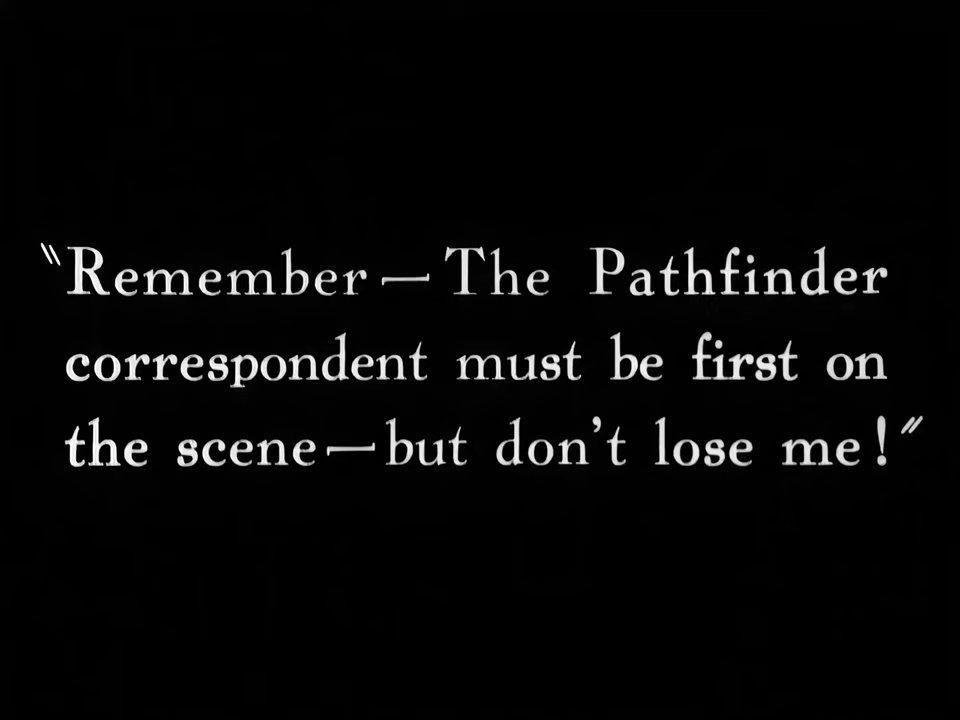 "Remember—The Pathfinder
correspondent must be first on
the scene—but don't lose me!"